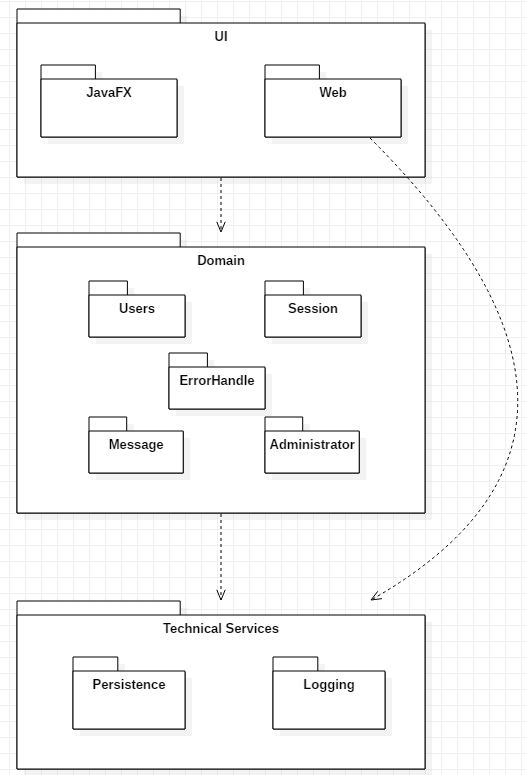 UI
JavaFX
Web
Domain
Users
Session
ErrorHandle
Message
Administrator
Technical Services
Persistence
Logging